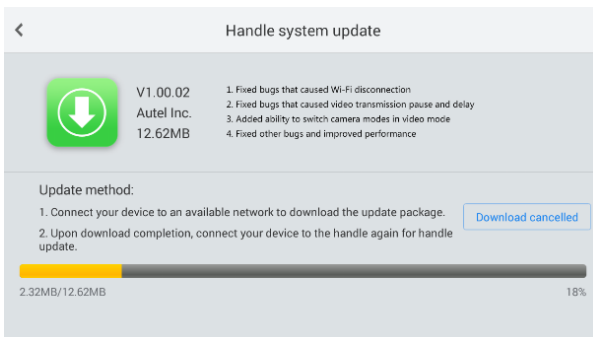 Handle system update
V1.00.02
Autel Inc.
12.62MB
1. Fixed bugs that caused Wi-Fi disconnection
2. Fixed bugs that caused video transmission pause and delay
3. Added ability to switch camera modes in video mode
4. Fixed other bugs and improved performance
Update method:
1. Connect your device to an available network to download the update package.
2. Upon download completion, connect your device to the handle again for handle
update.
Download cancelled
2.32MB/12.62MB
18%